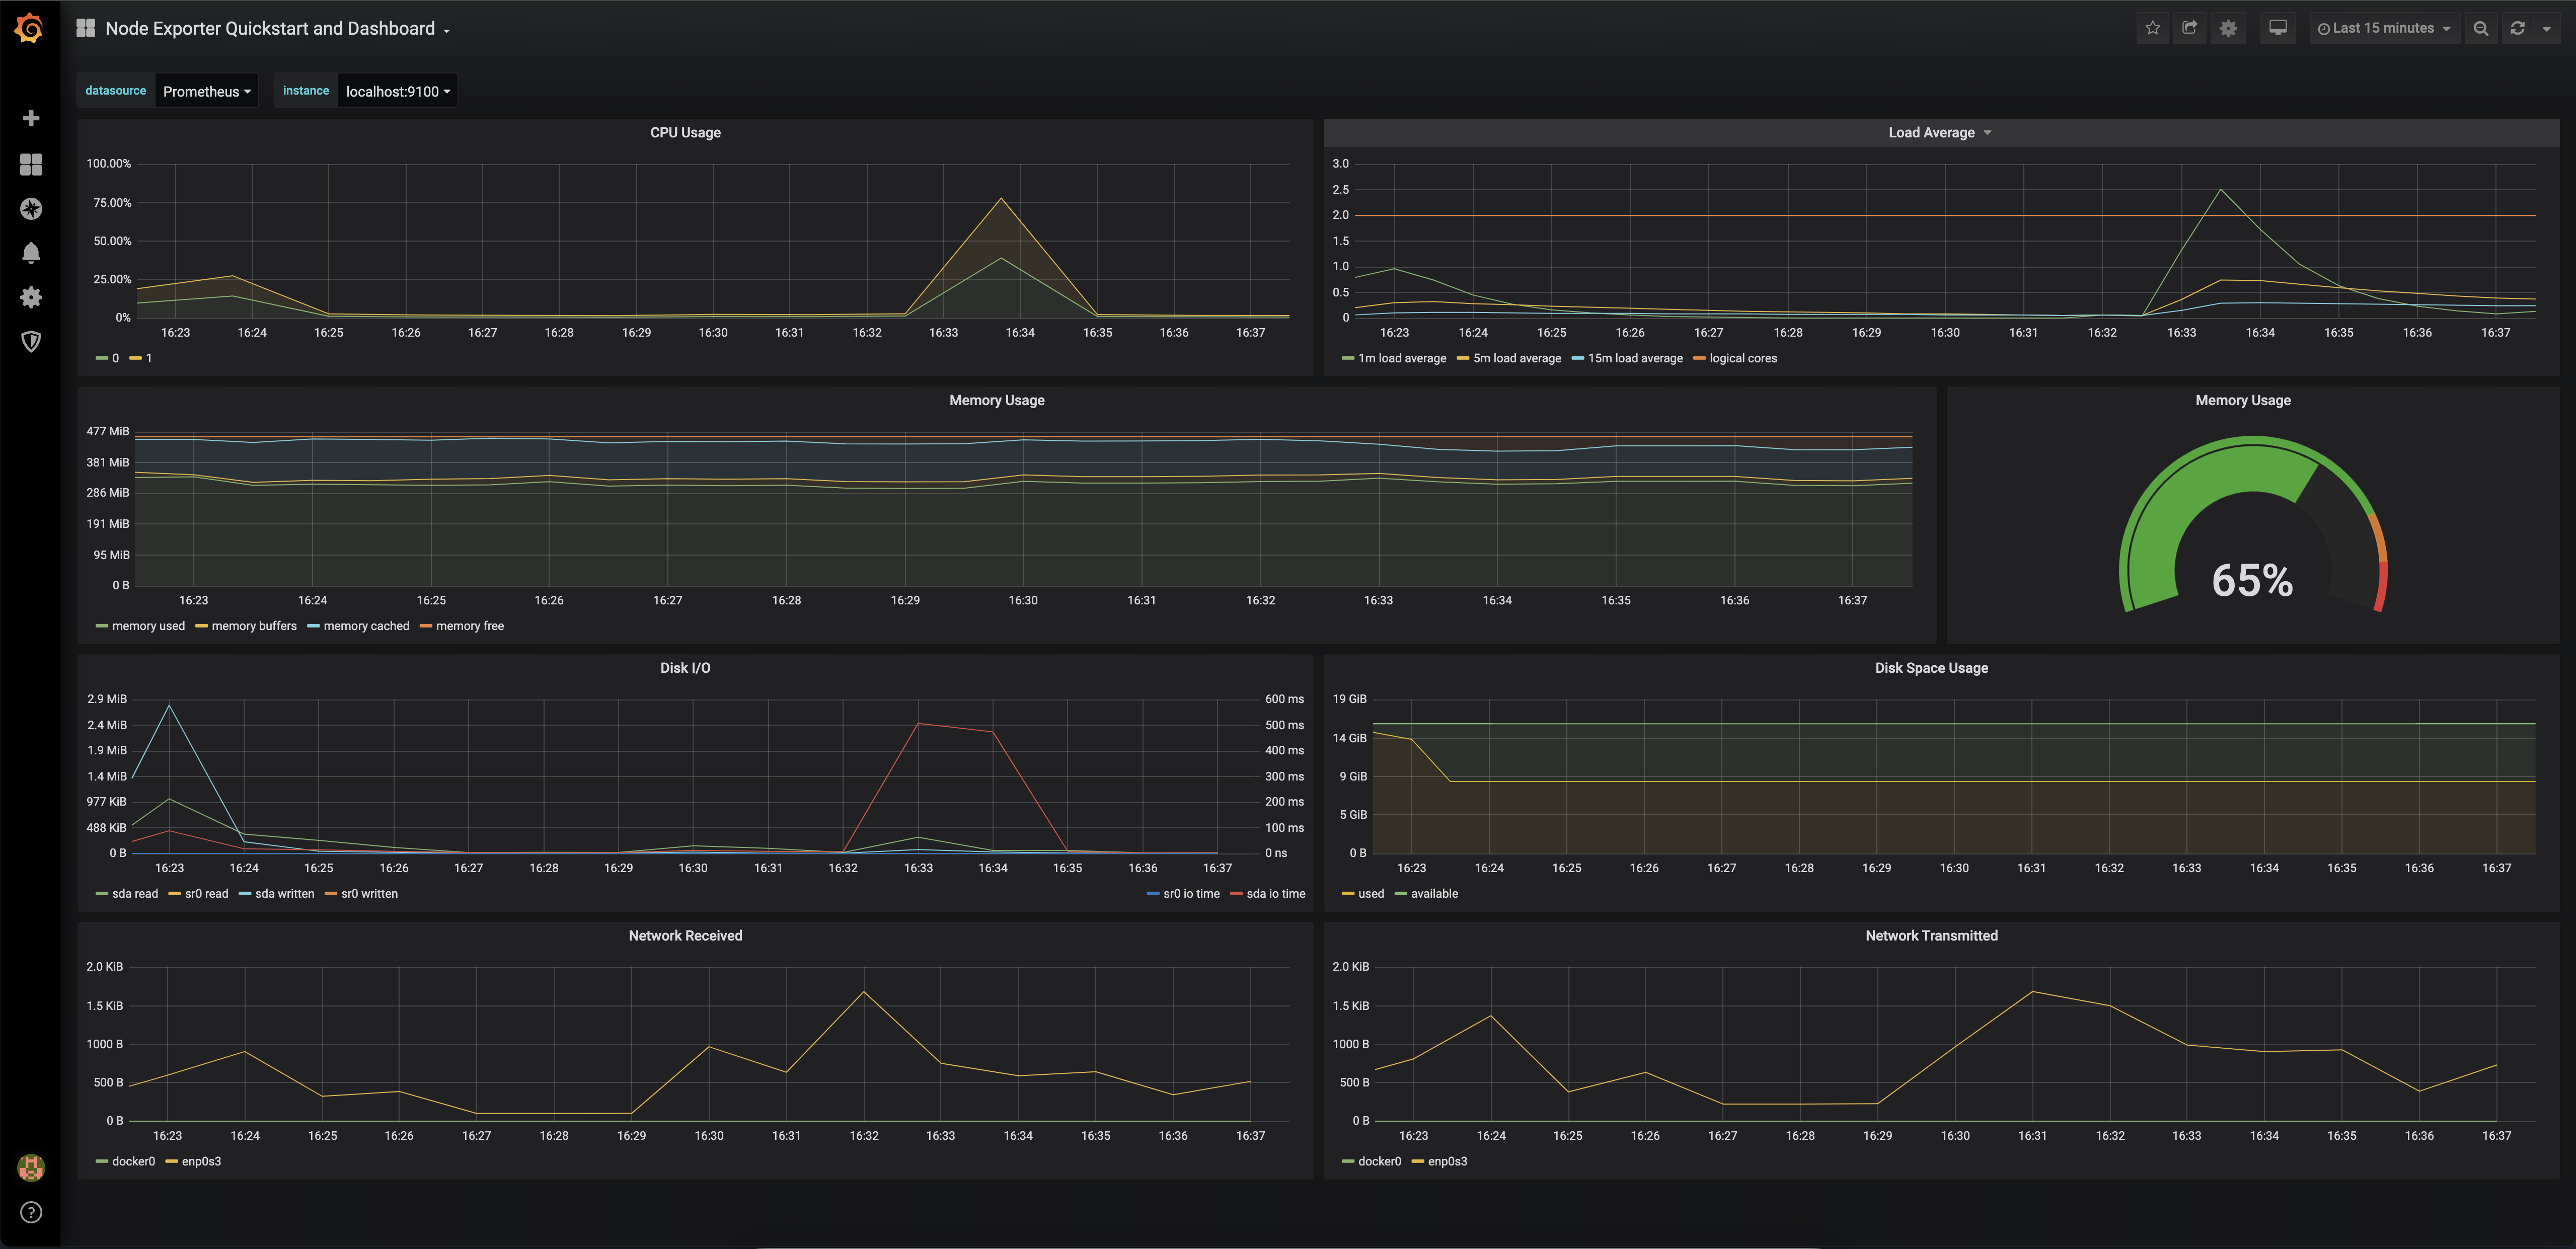 Node Exporter Quickstart and Dashboard
Last 15 minutes
datasource Prometheus instance localhost:9100
CPU Usage
100.00%
75.00%
50.00%
25.00%
0%
16:23 16:24 16:25 16:26 16:27 16:28 16:29 16:30 16:31 16:32 16:33 16:34 16:35 16:36 16:37
0 1
Load Average
3.0
2.5
2.0
1.5
1.0
0.5
0
16:23 16:24 16:25 16:26 16:27 16:28 16:29 16:30 16:31 16:32 16:33 16:34 16:35 16:36 16:37
1m load average 5m load average 15m load average logical cores
Memory Usage
477 MiB
381 MiB
286 MiB
191 MiB
95 MiB
0 B
16:23 16:24 16:25 16:26 16:27 16:28 16:29 16:30 16:31 16:32 16:33 16:34 16:35 16:36 16:37
memory used memory buffers memory cached memory free
Memory Usage
65%
Disk I/O
2.9 MiB 600 ms
2.4 MiB 500 ms
1.9 MiB 400 ms
1.4 MiB 300 ms
977 KiB 200 ms
488 KiB 100 ms
0 B 0 ns
16:23 16:24 16:25 16:26 16:27 16:28 16:29 16:30 16:31 16:32 16:33 16:34 16:35 16:36 16:37
sda read sr0 read sda written sr0 written sr0 io time sda io time
Disk Space Usage
19 GiB
14 GiB
9 GiB
5 GiB
0 B
16:23 16:24 16:25 16:26 16:27 16:28 16:29 16:30 16:31 16:32 16:33 16:34 16:35 16:36 16:37
used available
Network Received
2.0 KiB
1.5 KiB
1000 B
500 B
0 B
16:23 16:24 16:25 16:26 16:27 16:28 16:29 16:30 16:31 16:32 16:33 16:34 16:35 16:36 16:37
docker0 enp0s3
Network Transmitted
2.0 KiB
1.5 KiB
1000 B
500 B
0 B
16:23 16:24 16:25 16:26 16:27 16:28 16:29 16:30 16:31 16:32 16:33 16:34 16:35 16:36 16:37
docker0 enp0s3